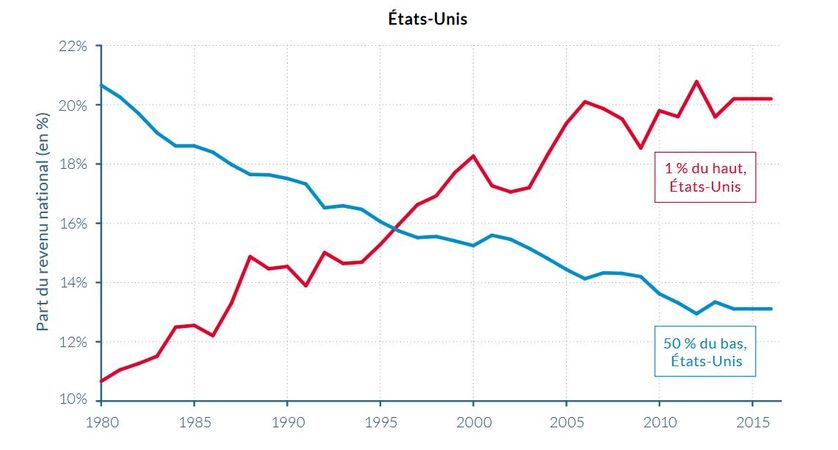 États-Unis
Part du revenu national (en %)
22%
20%
18%
16%
14%
12%
10%
1 % du haut,
États-Unis
50 % du bas,
États-Unis
1980
1985
1990
1995
2000
2005
2010
2015